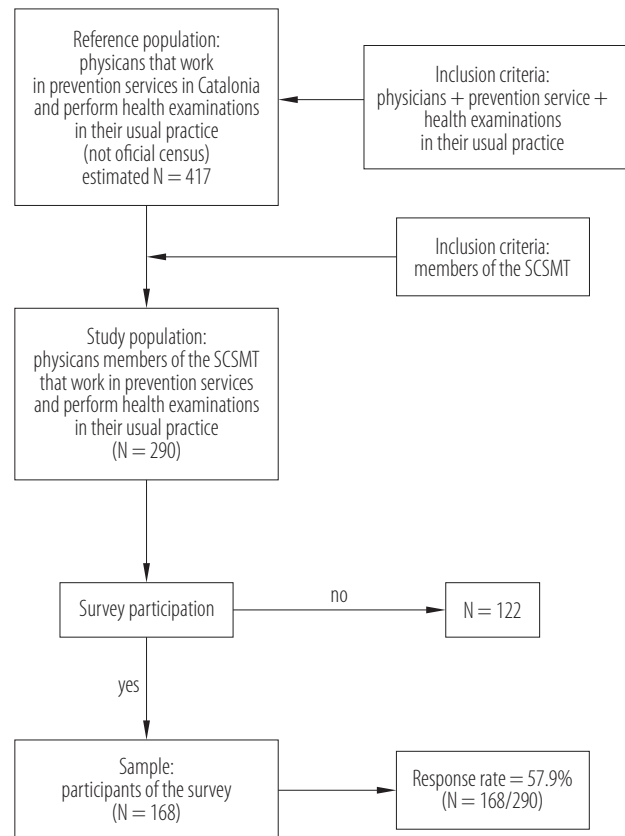 Reference population:
physicans that work
in prevention services in Catalonia
and perform health examinations
in their usual practice
(not oficial census)
estimated N = 417
Inclusion criteria:
physicians + prevention service +
health examinations
in their usual practice
Inclusion criteria:
members of the SCSMT
Study population:
physicans members of the SCSMT
that work in prevention services
and perform health examinations
in their usual practice
(N = 290)
Survey participation
no
N = 122
yes
Sample:
participants of the survey
(N = 168)
Response rate = 57.9%
(N = 168/290)